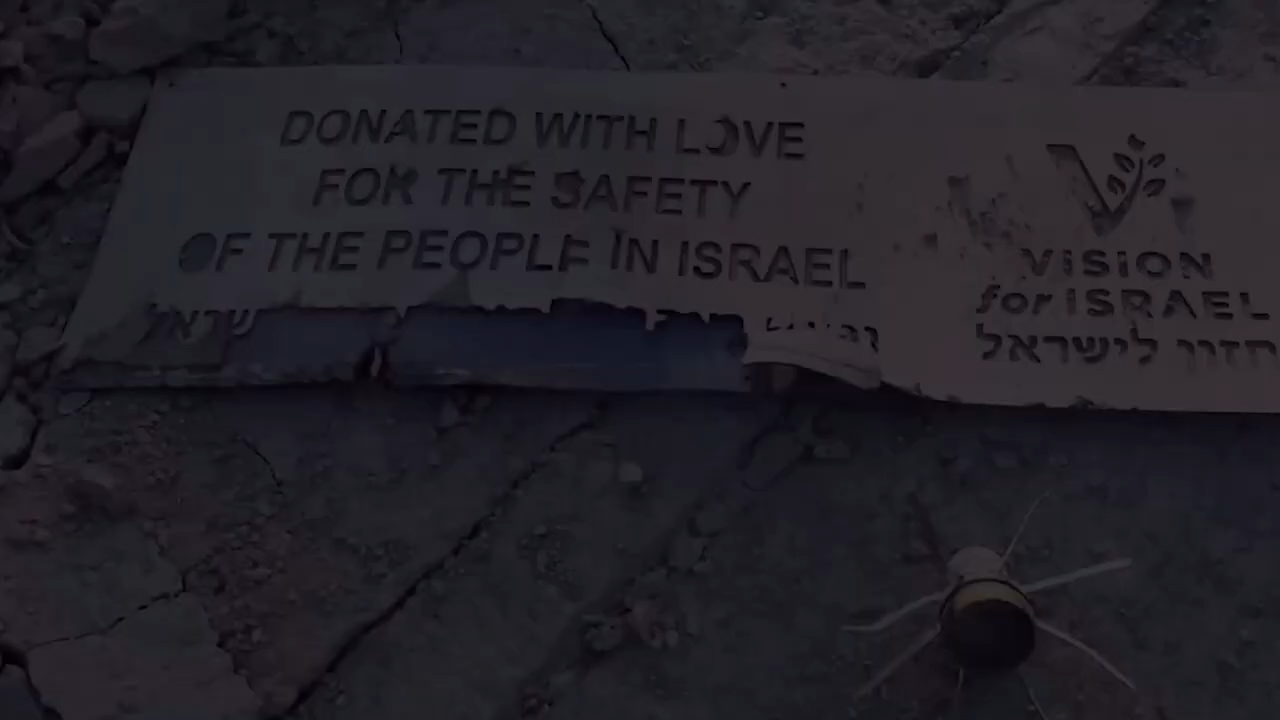 DONATED WITH LOVE
FOR THE SAFETY
OF THE PEOPLE IN ISRAEL
VISION
for ISRAEL
חזון לישראל